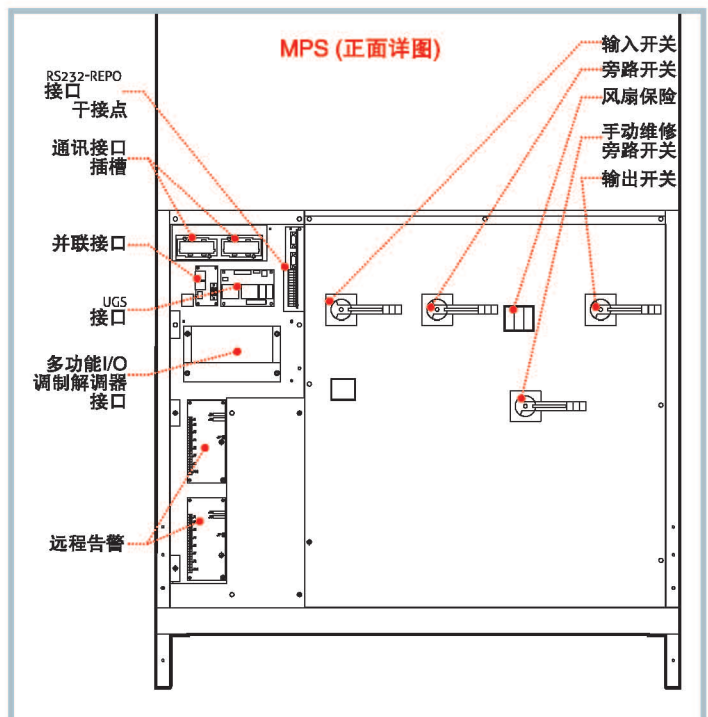 MPS (正面详图)
RS232-REPO
接口
干接点
通讯接口
插槽
并联接口
UGS
接口
多功能I/O
调制解调器
接口
远程告警
输入开关
旁路开关
风扇保险
手动维修
旁路开关
输出开关